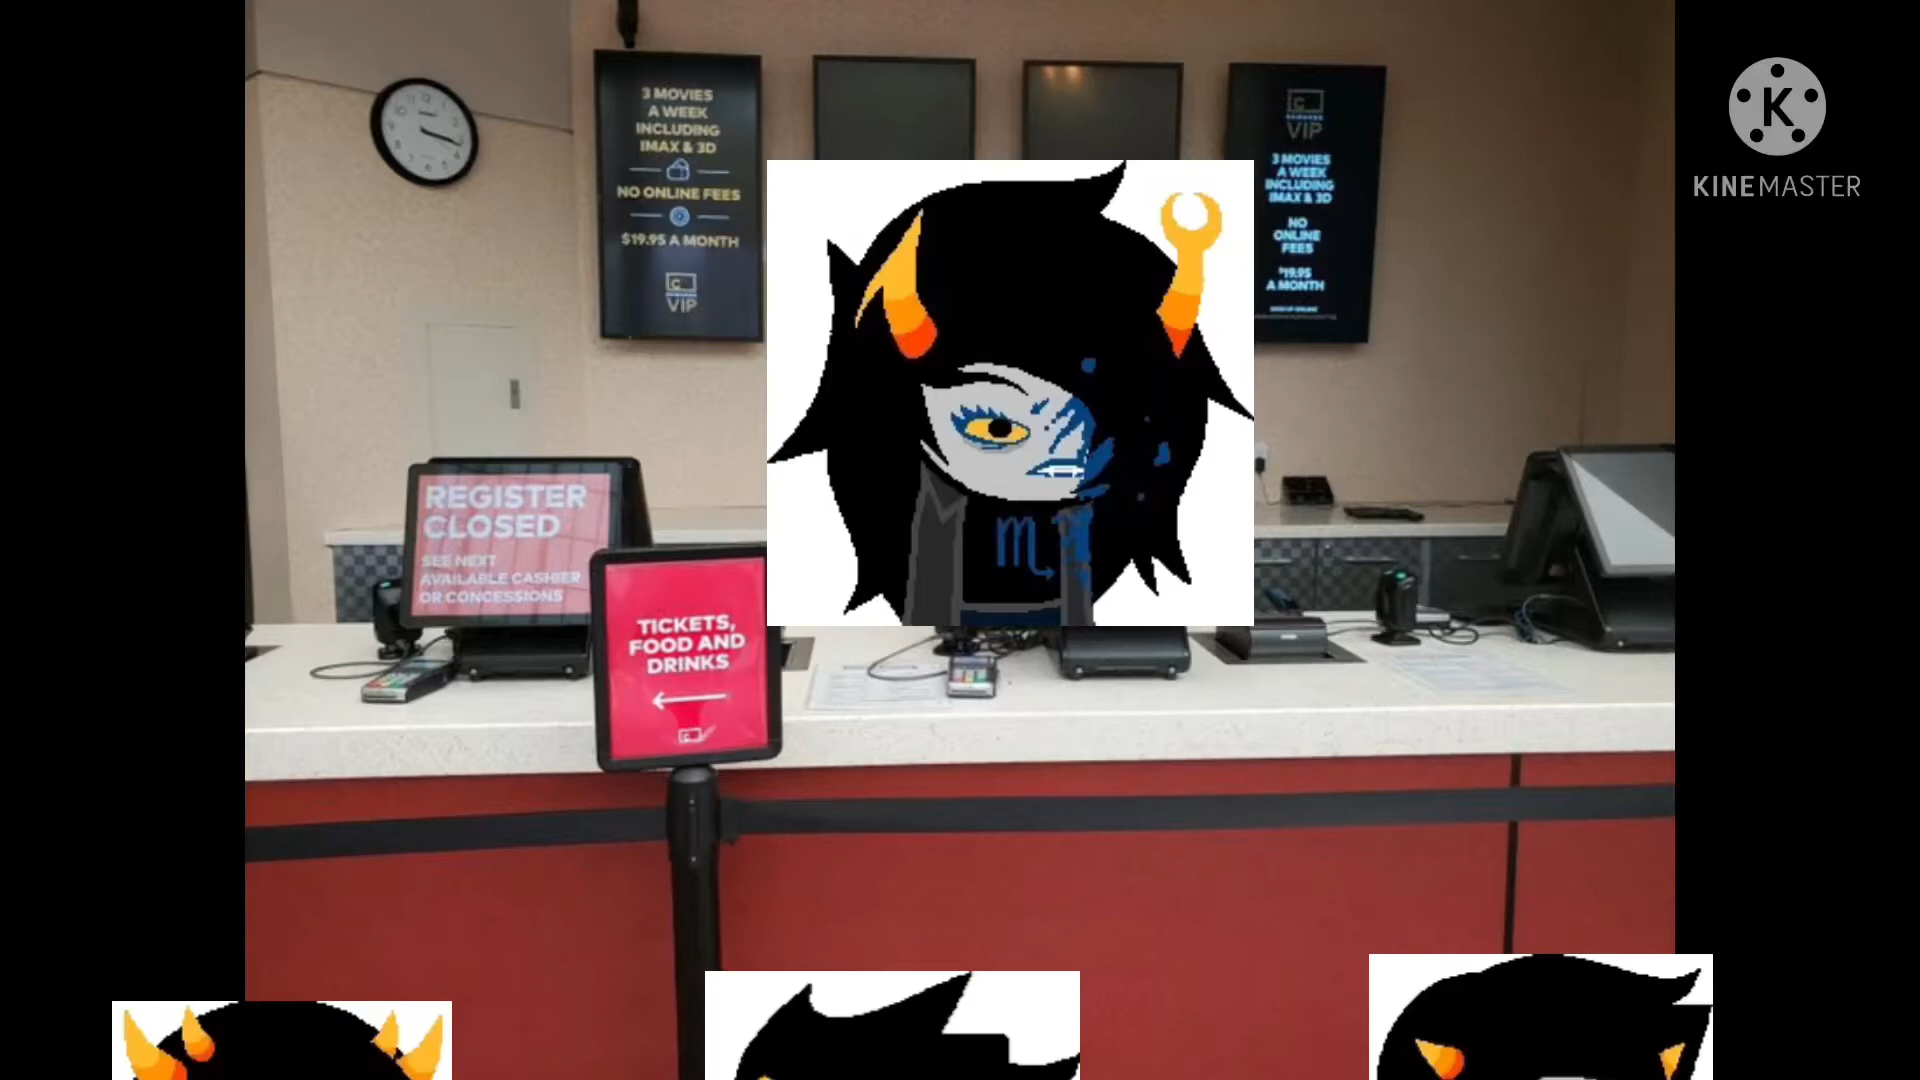 3 MOVIES
A WEEK
INCLUDING
IMAX & 3D
NO ONLINE FEES
$19.95 A MONTH
C
VIP
C
VIP
3 MOVIES
A WEEK
INCLUDING
IMAX & 3D
NO
ONLINE
FEES
$19.95
A MONTH
KINEMASTER
REGISTER
CLOSED
SEE NEXT
AVAILABLE CASHIER
OR CONCESSIONS
TICKETS,
FOOD AND
DRINKS